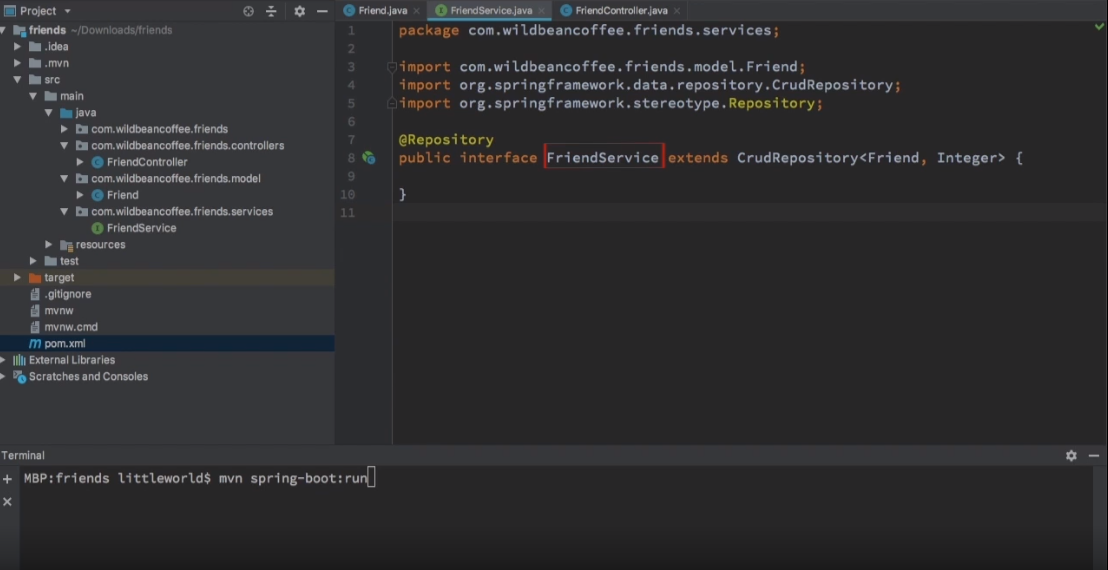 Project
friends ~/Downloads/friends
.idea
.mvn
src
main
java
com.wildbeancoffee.friends
com.wildbeancoffee.friends.controllers
FriendController
com.wildbeancoffee.friends.model
Friend
com.wildbeancoffee.friends.services
FriendService
resources
test
target
.gitignore
mvnw
mvnw.cmd
pom.xml
External Libraries
Scratches and Consoles
Friend.java FriendService.java FriendController.java
1 package com.wildbeancoffee.friends.services;
2
3 import com.wildbeancoffee.friends.model.Friend;
4 import org.springframework.data.repository.CrudRepository;
5 import org.springframework.stereotype.Repository;
6
7 @Repository
8 public interface FriendService extends CrudRepository<Friend, Integer> {
9
10 }
11
Terminal
MBP:friends littleworld$ mvn spring-boot:run